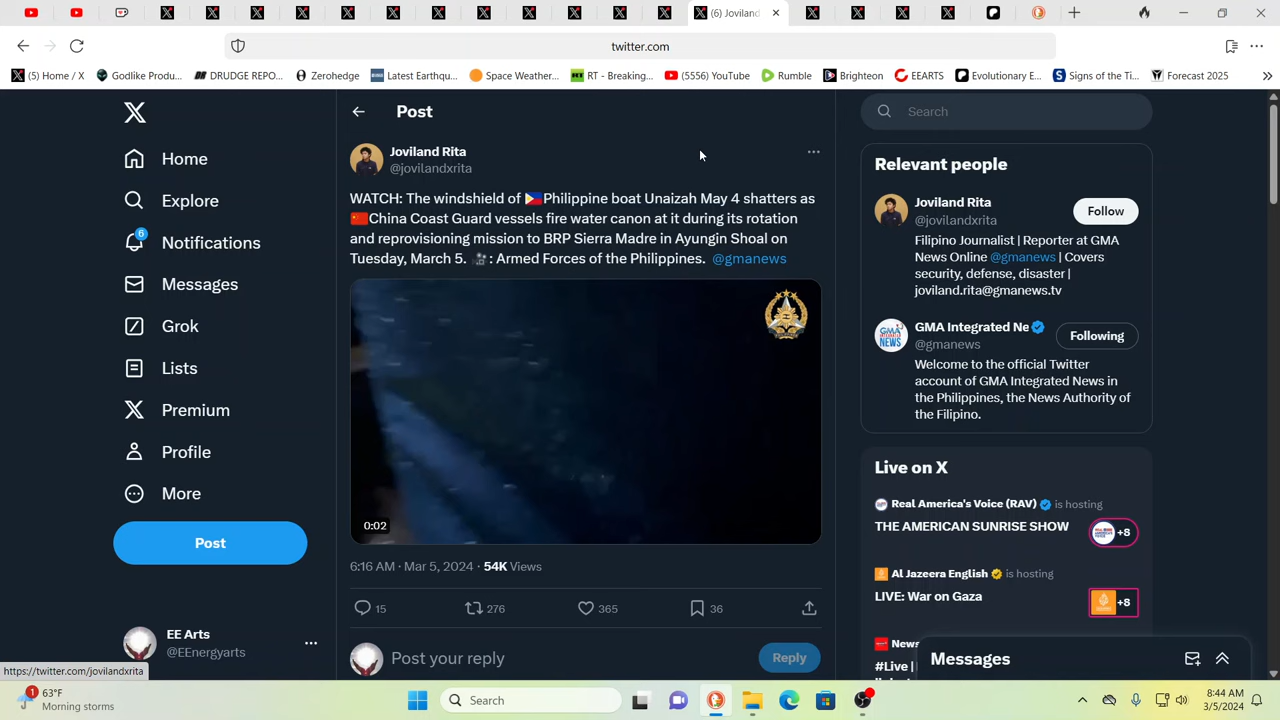 (6) Joviland
twitter.com
(5) Home / X
Godlike Produ...
DRUDGE REPO...
Zerohedge
Latest Earthqu...
Space Weather...
RT - Breaking...
(5556) YouTube
Rumble
Brighteon
EEARTS
Evolutionary E...
Signs of the Ti...
Forecast 2025
Home
Explore
6
Notifications
Messages
Grok
Lists
Premium
Profile
More
Post
EE Arts
@EEnergyarts
https://twitter.com/jovilandxrita
Post
Joviland Rita
@jovilandxrita
WATCH: The windshield of 🇵🇭Philippine boat Unaizah May 4 shatters as
🇨🇳China Coast Guard vessels fire water canon at it during its rotation
and reprovisioning mission to BRP Sierra Madre in Ayungin Shoal on
Tuesday, March 5. 🎥: Armed Forces of the Philippines. @gmanews
0:02
6:16 AM · Mar 5, 2024 · 54K Views
15
276
365
36
Post your reply
Reply
Search
Relevant people
Joviland Rita
@jovilandxrita
Follow
Filipino Journalist | Reporter at GMA
News Online @gmanews | Covers
security, defense, disaster |
joviland.rita@gmanews.tv
GMA Integrated Ne
@gmanews
Following
Welcome to the official Twitter
account of GMA Integrated News in
the Philippines, the News Authority of
the Filipino.
Live on X
Real America's Voice (RAV) is hosting
THE AMERICAN SUNRISE SHOW
+8
Al Jazeera English is hosting
LIVE: War on Gaza
+8
News
#Live |
Messages
1
63°F
Morning storms
Search
8:44 AM
3/5/2024